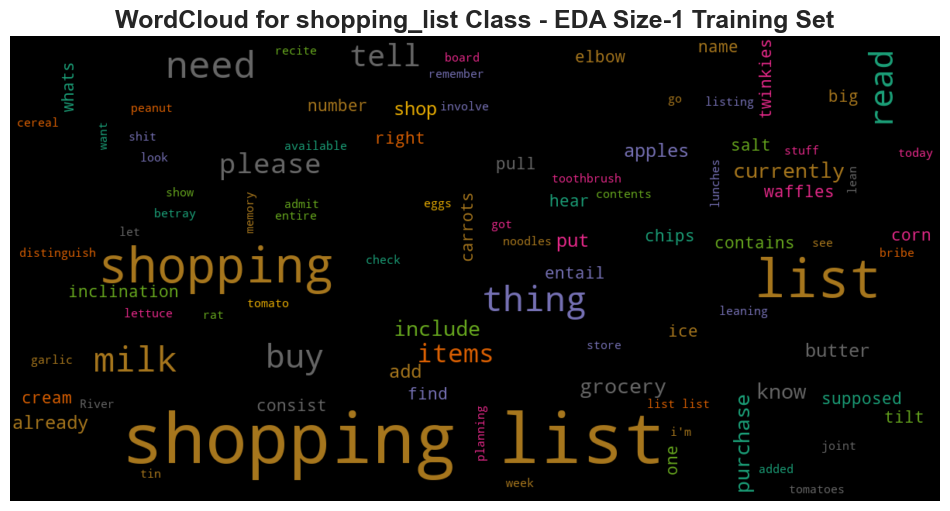 WordCloud for shopping_list Class - EDA Size-1 Training Set
need
recite
tell
board
remember
elbow
name
twinkies
read
whats
cereal
peanut
want
shit
look
number
shop
involve
right
available
go
listing
big
please
pull
apples
salt
stuff
today
currently
waffles
lunches
lean
toothbrush
contents
hear
show
betray
memory
admit
entire
eggs
carrots
got
noodles
put
chips
contains
see
corn
bribe
let
distinguish
shopping
check
entail
list
inclination
tomato
thing
leaning
lettuce
rat
include
ice
store
butter
garlic
milk
buy
items
add
grocery
know
supposed
cream
River
consist
find
list list
tilt
already
shopping list
planning
i'm
one
purchase
joint
added
tin
week
tomatoes